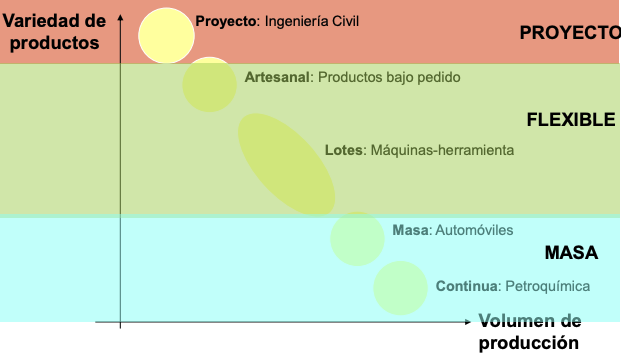 Variedad de
productos
Proyecto: Ingeniería Civil
PROYECTO
Artesanal: Productos bajo pedido
FLEXIBLE
Lotes: Máquinas-herramienta
Masa: Automóviles
MASA
Continua: Petroquímica
Volumen de
producción